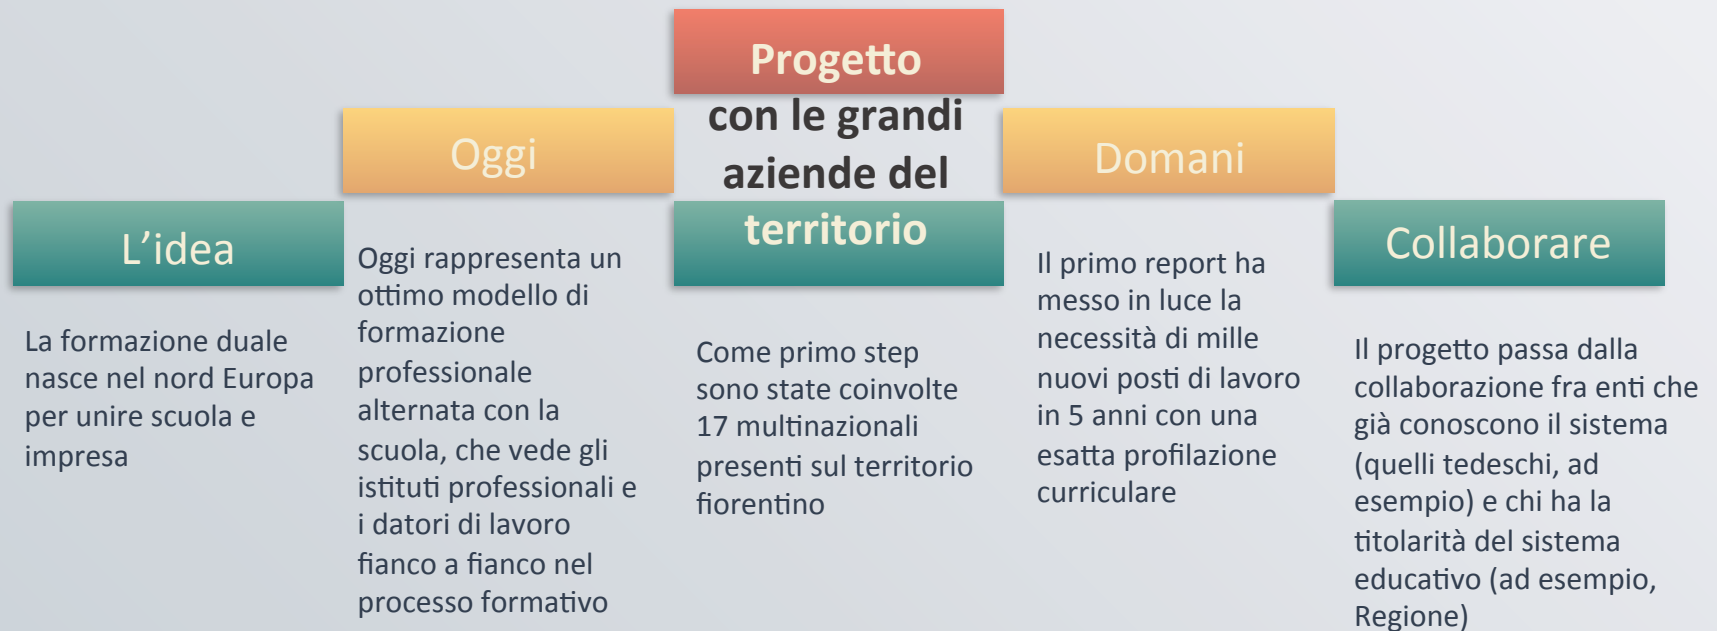 L’idea
La formazione duale
nasce nel nord Europa
per unire scuola e
impresa
Oggi
Oggi rappresenta un
ottimo modello di
formazione
professionale
alternata con la
scuola, che vede gli
istituti professionali e
i datori di lavoro
fianco a fianco nel
processo formativo
Progetto
con le grandi
aziende del
territorio
Come primo step
sono state coinvolte
17 multinazionali
presenti sul territorio
fiorentino
Domani
Il primo report ha
messo in luce la
necessità di mille
nuovi posti di lavoro
in 5 anni con una
esatta profilazione
curriculare
Collaborare
Il progetto passa dalla
collaborazione fra enti che
già conoscono il sistema
(quelli tedeschi, ad
esempio) e chi ha la
titolarità del sistema
educativo (ad esempio,
Regione)